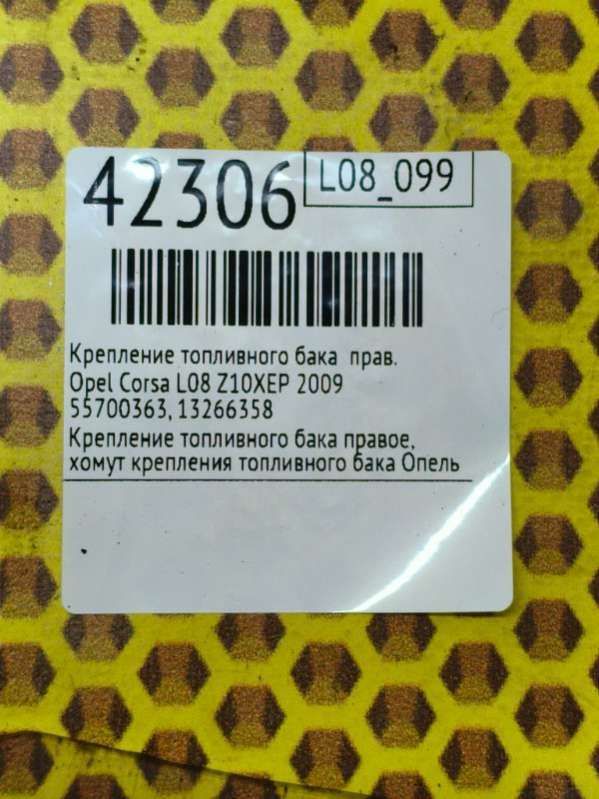 42306
L08_099
Крепление топливного бака прав.
Opel Corsa L08 Z10XEP 2009
55700363, 13266358
Крепление топливного бака правое,
хомут крепления топливного бака Опель